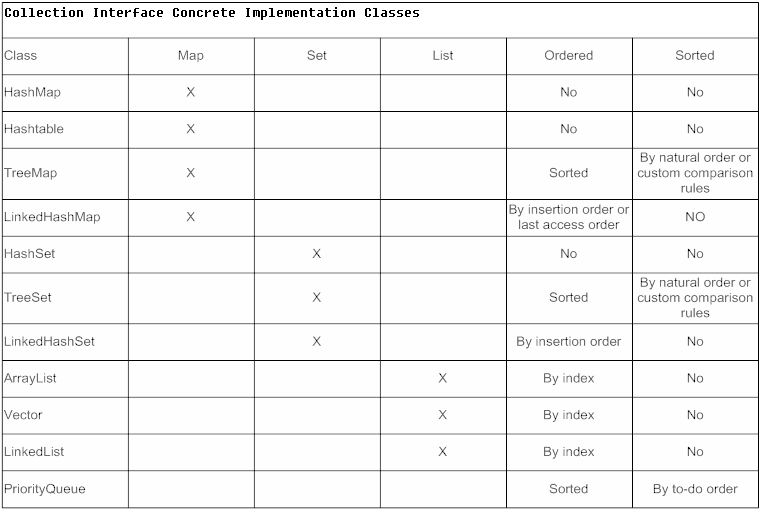 Collection Interface Concrete Implementation Classes
Class Map Set List Ordered Sorted
HashMap X No No
Hashtable X No No
TreeMap X Sorted By natural order or custom comparison rules
LinkedHashMap X By insertion order or last access order NO
HashSet X No No
TreeSet X Sorted By natural order or custom comparison rules
LinkedHashSet X By insertion order No
ArrayList X By index No
Vector X By index No
LinkedList X By index No
PriorityQueue Sorted By to-do order